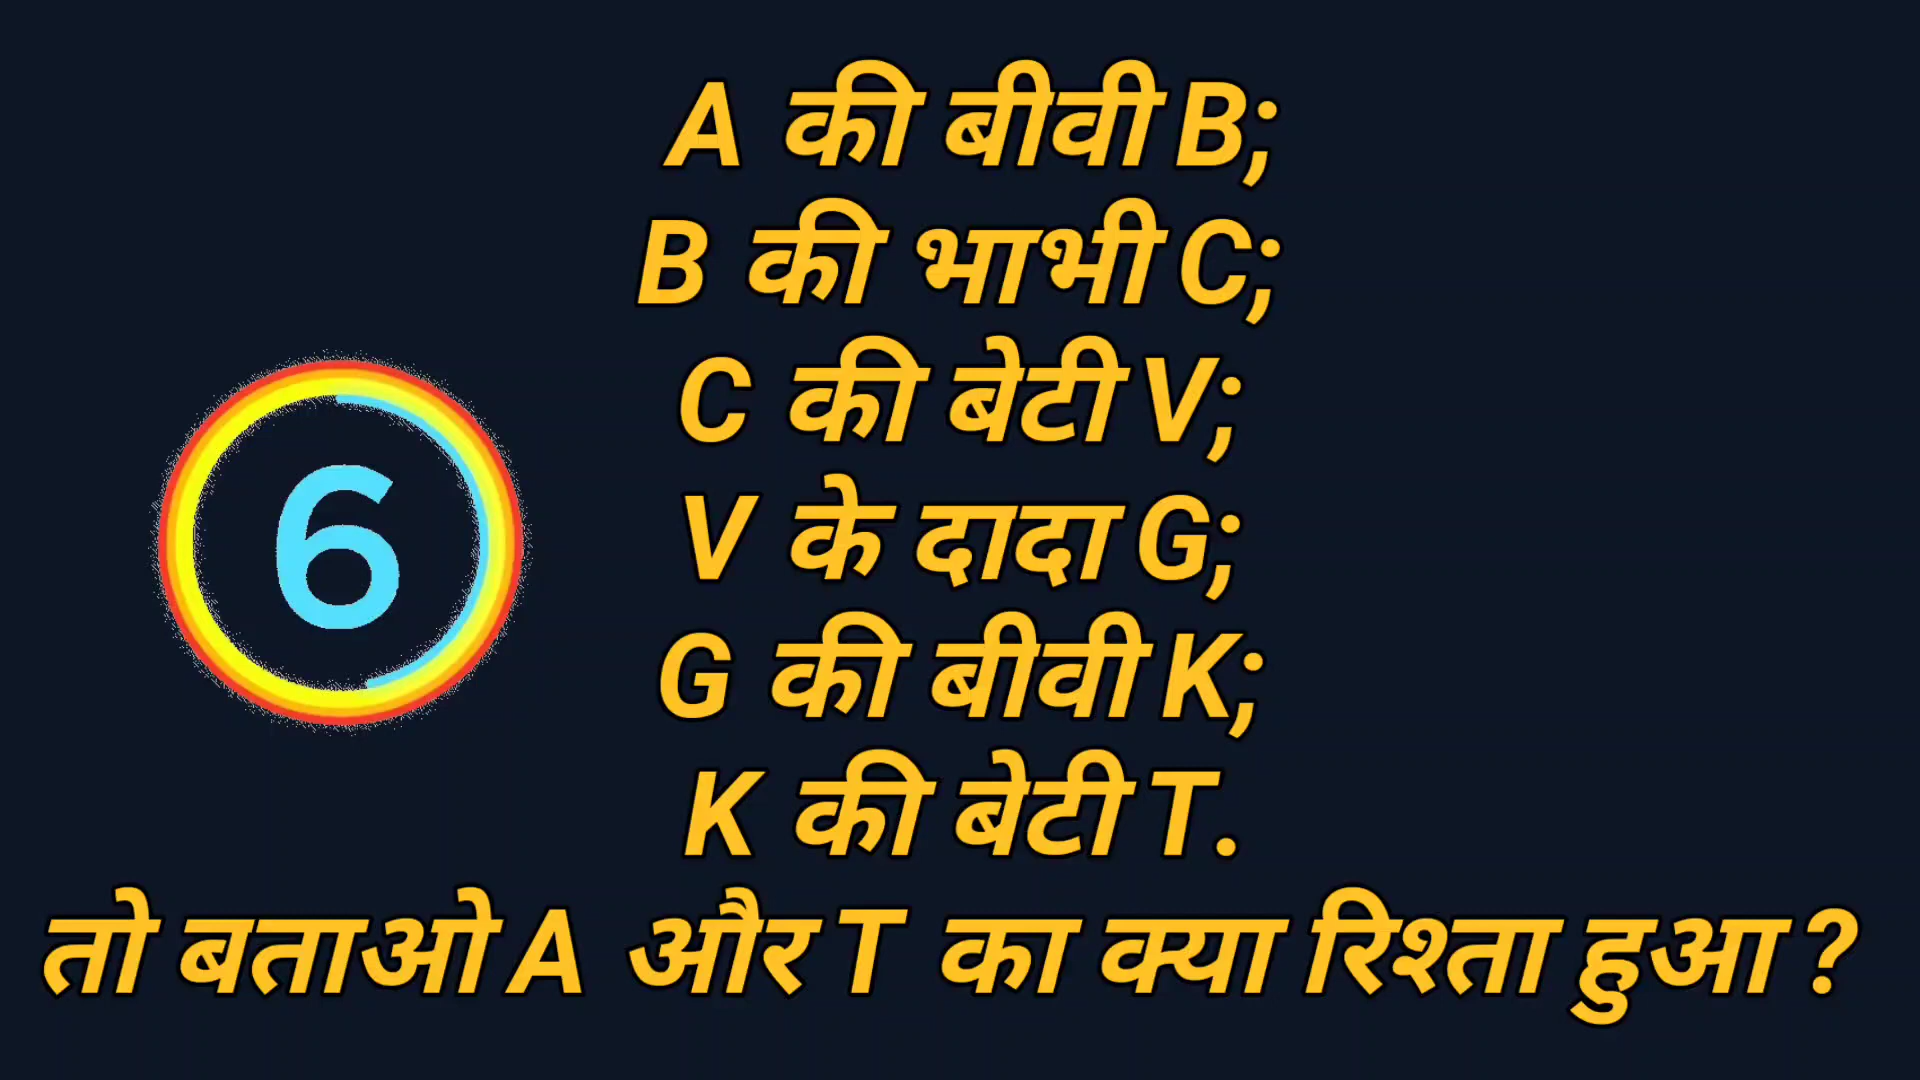 A की बीवी B;
B की भाभी C;
C की बेटी V;
V के दादा G;
6
G की बीवी K;
K की बेटी T.
तो बताओ A और T का क्या रिश्ता हुआ ?